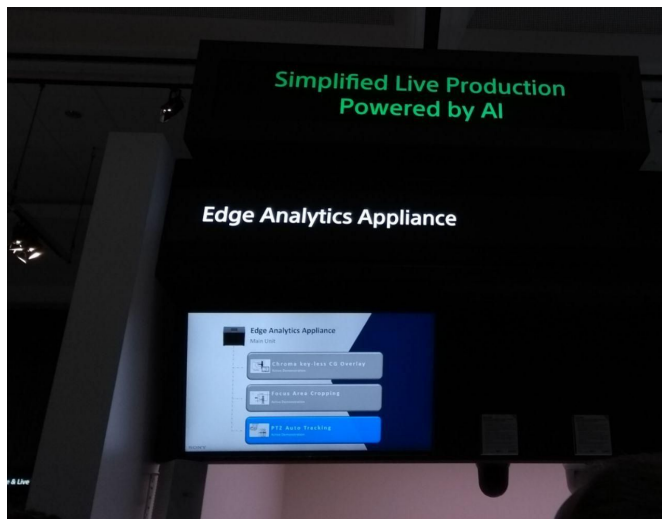 Simplified Live Production
Powered by AI
Edge Analytics Appliance
Edge Analytics Appliance
Main Unit
Chroma key-less CG Overlay
Focus Area Cropping
PTZ Auto Tracking
e & Live